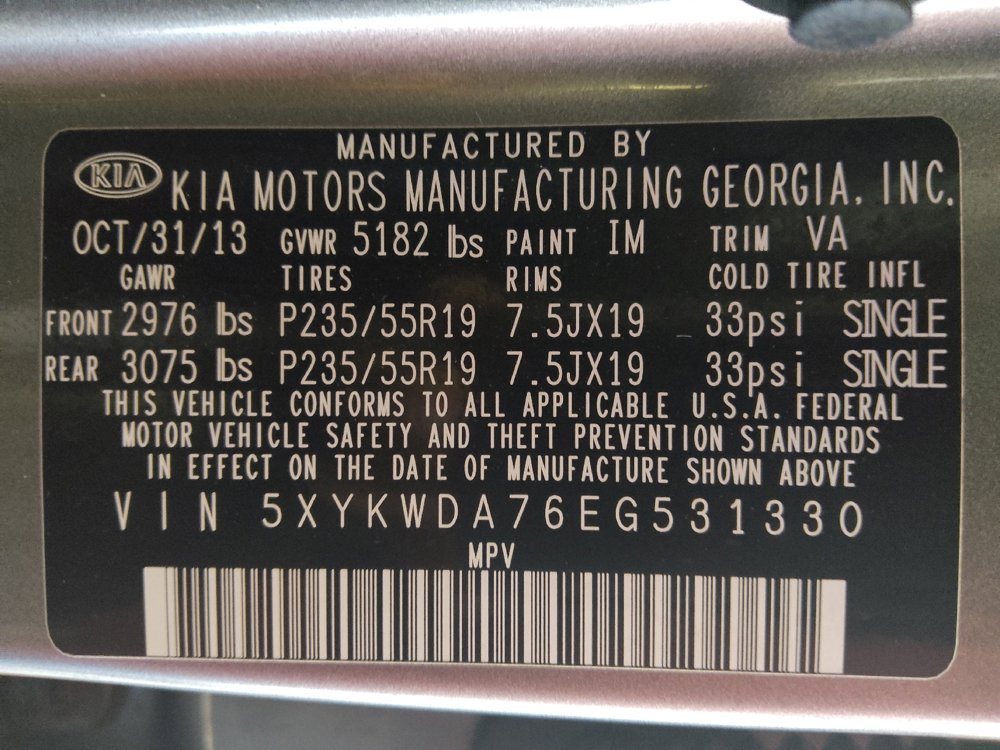 MANUFACTURED BY
KIA KIA MOTORS MANUFACTURING GEORGIA, INC.
OCT/31/13 GVWR 5182 lbs PAINT IM TRIM VA
GAWR TIRES RIMS COLD TIRE INFL
FRONT 2976 lbs P235/55R19 7.5JX19 33psi SINGLE
REAR 3075 lbs P235/55R19 7.5JX19 33psi SINGLE
THIS VEHICLE CONFORMS TO ALL APPLICABLE U.S.A. FEDERAL
MOTOR VEHICLE SAFETY AND THEFT PREVENTION STANDARDS
IN EFFECT ON THE DATE OF MANUFACTURE SHOWN ABOVE
VIN 5XYKWDA76EG531330
MPV